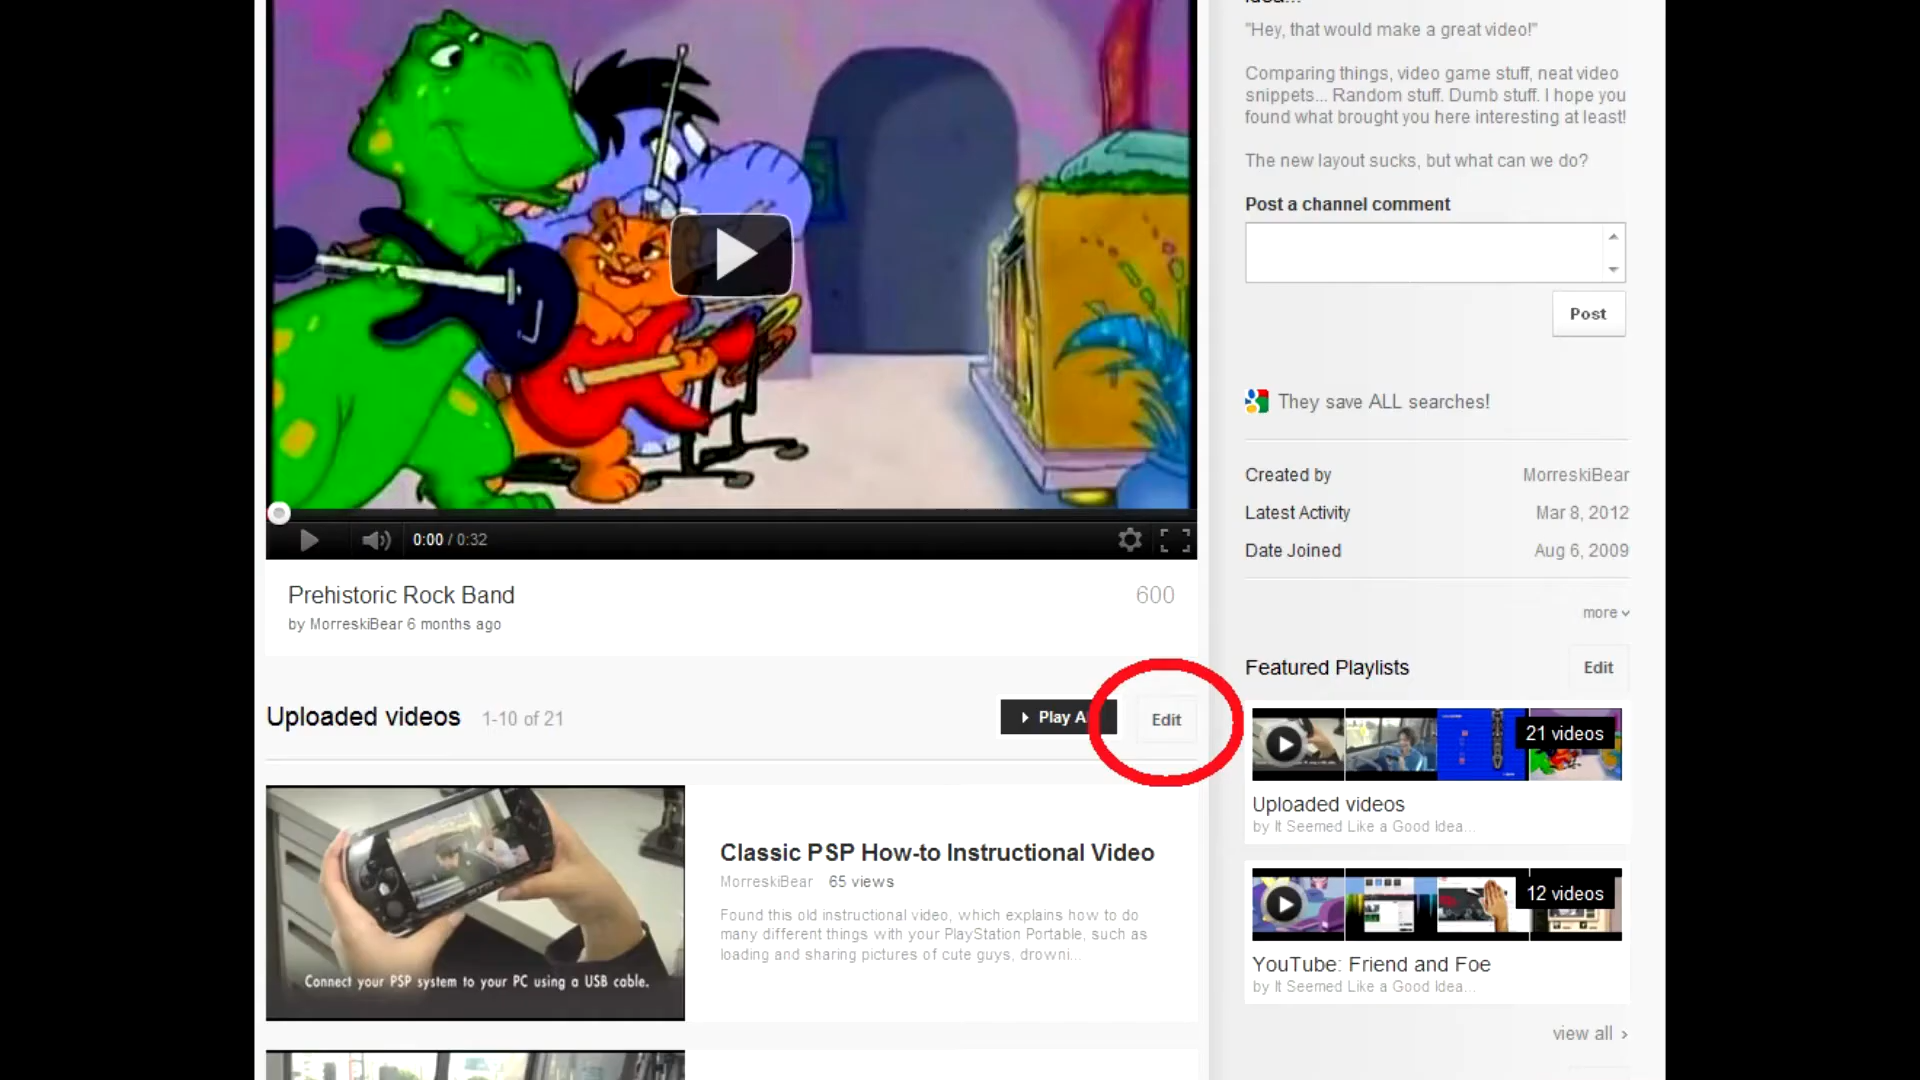 "Hey, that would make a great video!"
Comparing things, video game stuff, neat video
snippets... Random stuff. Dumb stuff. I hope you
found what brought you here interesting at least!
The new layout sucks, but what can we do?
Post a channel comment
Post
They save ALL searches!
Created by MorreskiBear
Latest Activity Mar 8, 2012
Date Joined Aug 6, 2009
more
0:00 / 0:32
Prehistoric Rock Band 600
by MorreskiBear 6 months ago
Uploaded videos 1-10 of 21 Play Edit
Classic PSP How-to Instructional Video
MorreskiBear 65 views
Found this old instructional video, which explains how to do
many different things with your PlayStation Portable, such as
loading and sharing pictures of cute guys, drowni...
Connect your PSP system to your PC using a USB cable.
Featured Playlists Edit
21 videos
Uploaded videos
by It Seemed Like a Good Idea...
12 videos
YouTube: Friend and Foe
by It Seemed Like a Good Idea...
view all ›